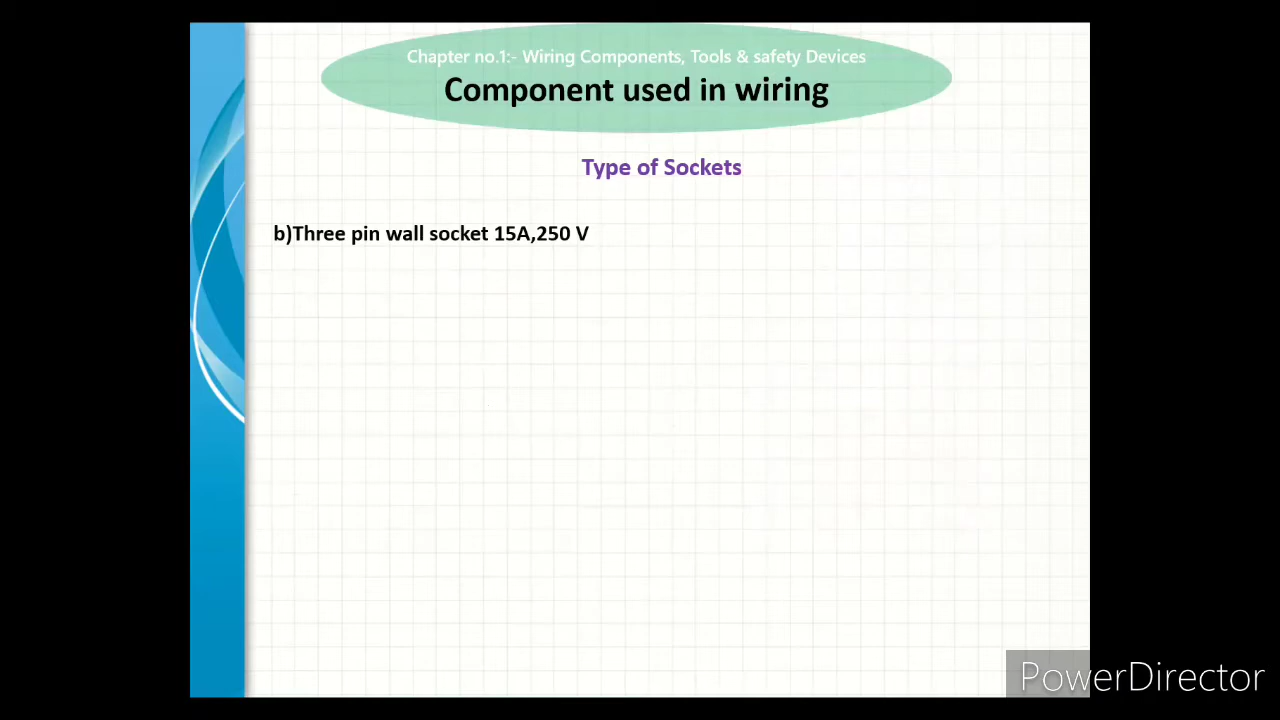 Chapter no.1:- Wiring Components, Tools & safety Devices
Component used in wiring
Type of Sockets
b)Three pin wall socket 15A,250 V
PowerDirector